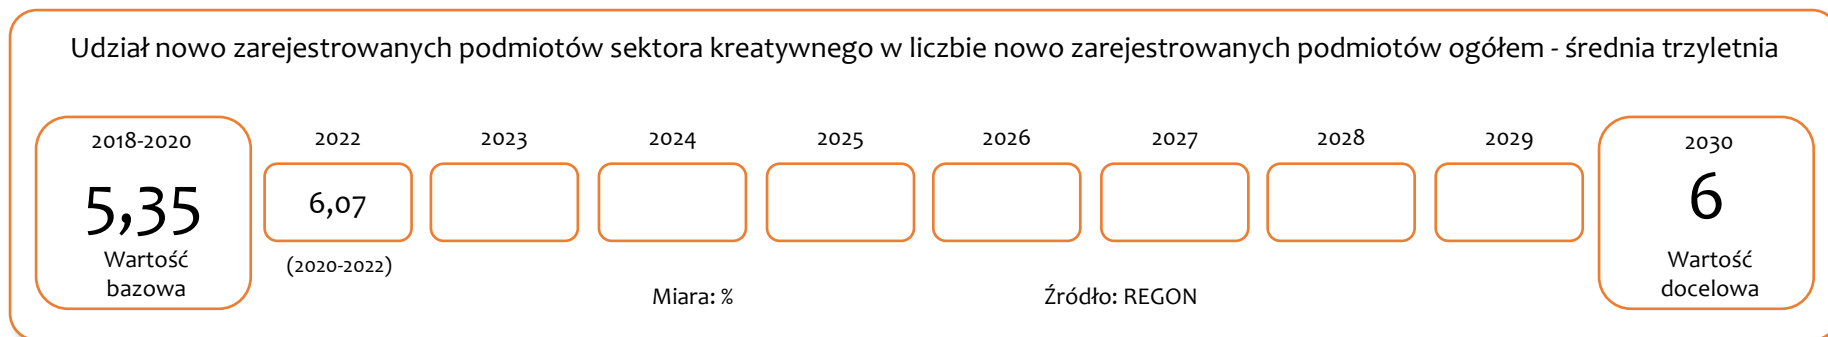 Udział nowo zarejestrowanych podmiotów sektora kreatywnego w liczbie nowo zarejestrowanych podmiotów ogółem - średnia trzyletnia
2018-2020
5,35
Wartość
bazowa
2022
6,07
(2020-2022)
2023
2024
2025
2026
2027
2028
2029
2030
6
Wartość
docelowa
Miara: %
Źródło: REGON